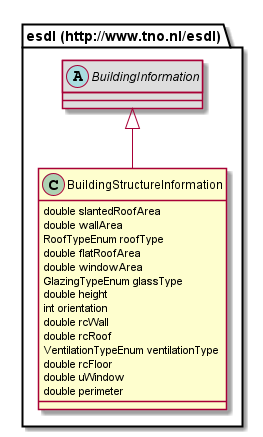 esdl (http://www.tno.nl/esdl)
A BuildingInformation
C BuildingStructureInformation
double slantedRoofArea
double wallArea
RoofTypeEnum roofType
double flatRoofArea
double windowArea
GlazingTypeEnum glassType
double height
int orientation
double rcWall
double rcRoof
VentilationTypeEnum ventilationType
double rcFloor
double uWindow
double perimeter